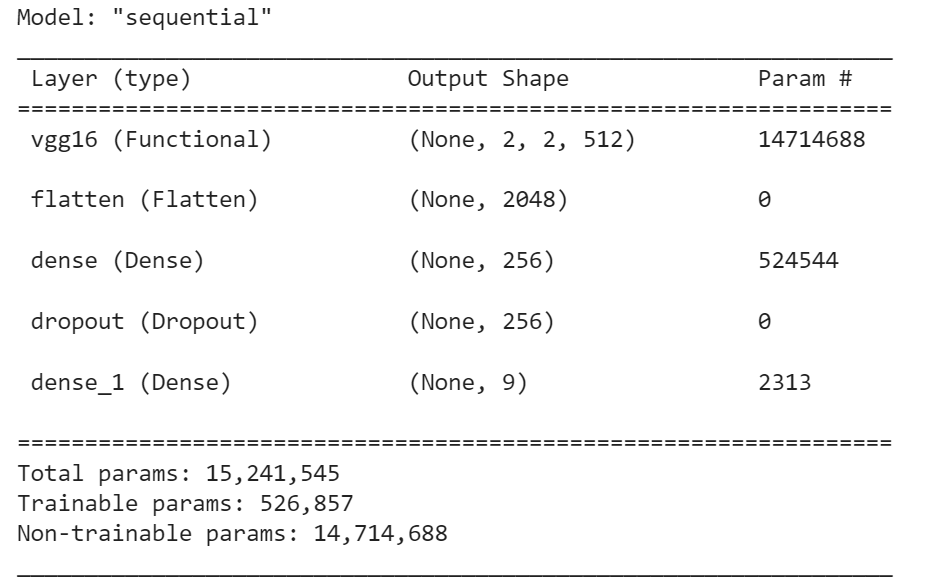 Model: "sequential"
Layer (type) Output Shape Param #
=================================================================
vgg16 (Functional) (None, 2, 2, 512) 14714688
flatten (Flatten) (None, 2048) 0
dense (Dense) (None, 256) 524544
dropout (Dropout) (None, 256) 0
dense_1 (Dense) (None, 9) 2313
=================================================================
Total params: 15,241,545
Trainable params: 526,857
Non-trainable params: 14,714,688